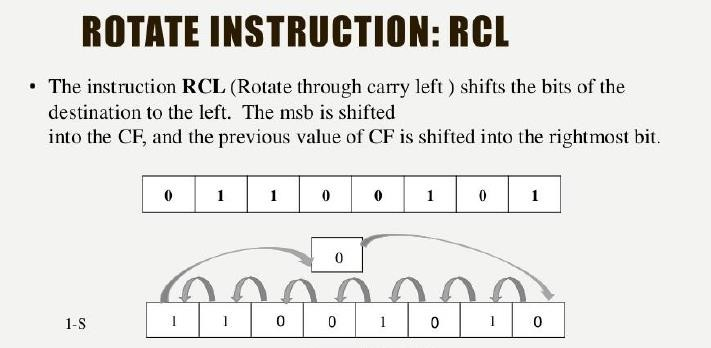 ROTATE INSTRUCTION: RCL
• The instruction RCL (Rotate through carry left ) shifts the bits of the
destination to the left. The msb is shifted
into the CF, and the previous value of CF is shifted into the rightmost bit.
0 1 1 0 0 1 0 1
0
1-S 1 1 0 0 1 0 1 0